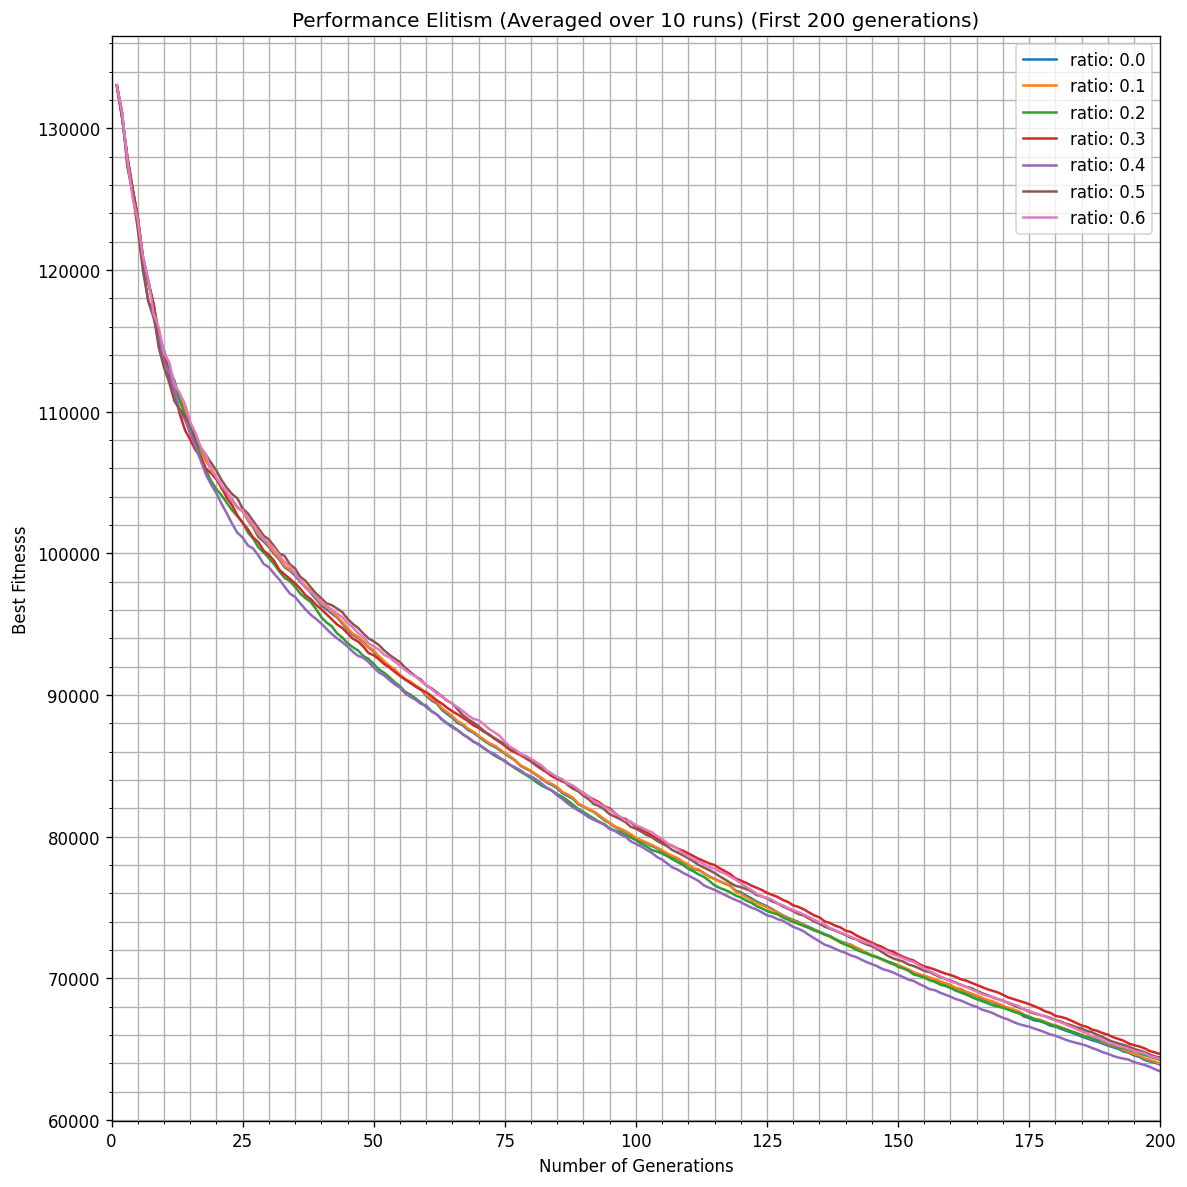 Performance Elitism (Averaged over 10 runs) (First 200 generations)
ratio: 0.0
ratio: 0.1
ratio: 0.2
ratio: 0.3
ratio: 0.4
ratio: 0.5
ratio: 0.6
Best Fitnesss
130000
120000
110000
100000
90000
80000
70000
60000
0 25 50 75 100 125 150 175 200
Number of Generations